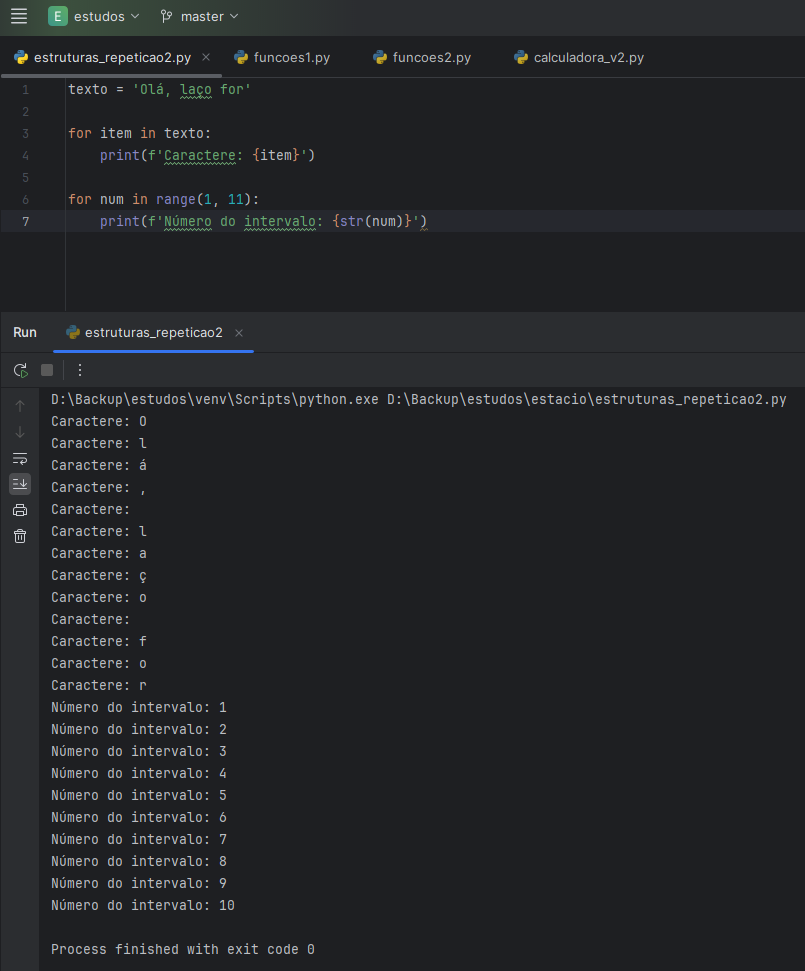 E estudos master
estruturas_repeticao2.py funcoes1.py funcoes2.py calculadora_v2.py
1 texto = 'Olá, laço for'
2
3 for item in texto:
4 print(f'Caractere: {item}')
5
6 for num in range(1, 11):
7 print(f'Número do intervalo: {str(num)}')
Run estruturas_repeticao2
D:\Backup\estudos\venv\Scripts\python.exe D:\Backup\estudos\estacio\estruturas_repeticao2.py
Caractere: O
Caractere: l
Caractere: á
Caractere: ,
Caractere:
Caractere: l
Caractere: a
Caractere: ç
Caractere: o
Caractere:
Caractere: f
Caractere: o
Caractere: r
Número do intervalo: 1
Número do intervalo: 2
Número do intervalo: 3
Número do intervalo: 4
Número do intervalo: 5
Número do intervalo: 6
Número do intervalo: 7
Número do intervalo: 8
Número do intervalo: 9
Número do intervalo: 10
Process finished with exit code 0